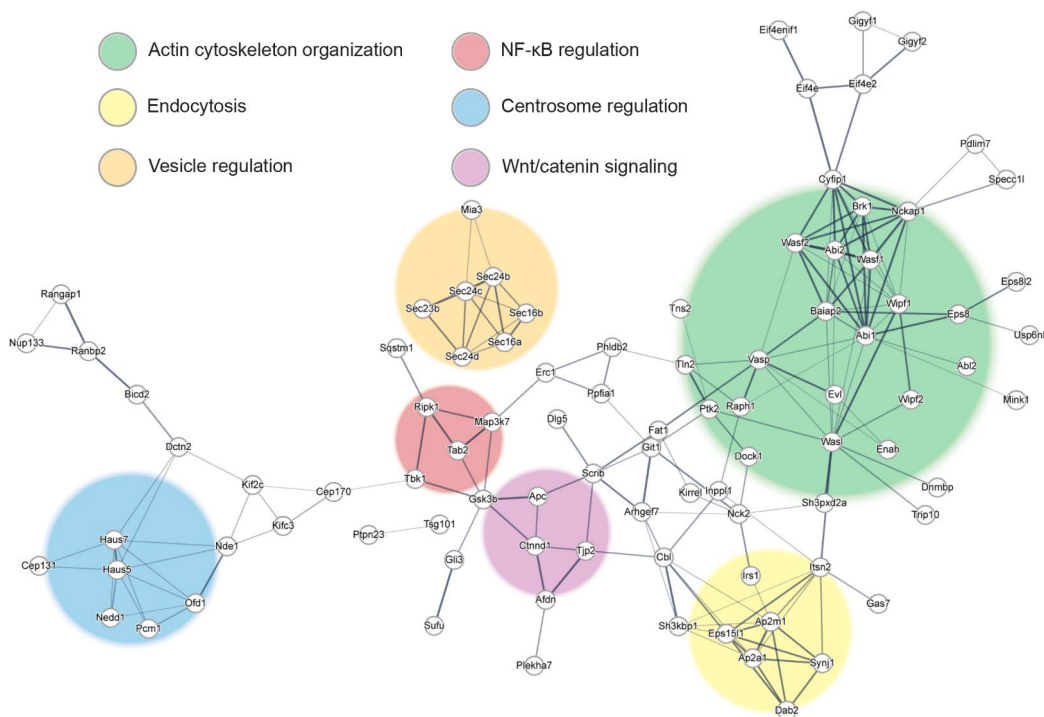 Actin cytoskeleton organization
NF-κB regulation
Endocytosis
Centrosome regulation
Vesicle regulation
Wnt/catenin signaling
Gigyf1
Eif4enif1
Gigyf2
Eif4e
Eif4e2
Pdlim7
Cyfip1
Specc1l
Brk1
Nckap1
Mia3
Wasf2
Abi2
Wasf1
Sec24b
Sec24c
Rangap1
Eps8l2
Sec23b
Sec16b
Tns2
Baiap2
Wipf1
Eps8
Nup133
Ranbp2
Sec16a
Abi1
Usp6nl
Sec24d
Sqstm1
Phldb2
Tln2
Vasp
Abl2
Erc1
Bicd2
Ppfia1
Evl
Wipf2
Mink1
Ripk1
Map3k7
Ptk2
Raph1
Dlg5
Fat1
Dctn2
Tab2
Git1
Wasl
Enah
Dock1
Tbk1
Scrib
Kif2c
Cep170
Gsk3b
Apc
Kirrel
Inppl1
Dnmbp
Sh3pxd2a
Trip10
Kifc3
Ptpn23
Tsg101
Arhgef7
Nck2
Haus7
Nde1
Ctnnd1
Tjp2
Gli3
Cbl
Cep131
Haus5
Irs1
Itsn2
Ofd1
Afdn
Gas7
Nedd1
Pcm1
Sufu
Sh3kbp1
Ap2m1
Eps15l1
Plekha7
Ap2a1
Synj1
Dab2